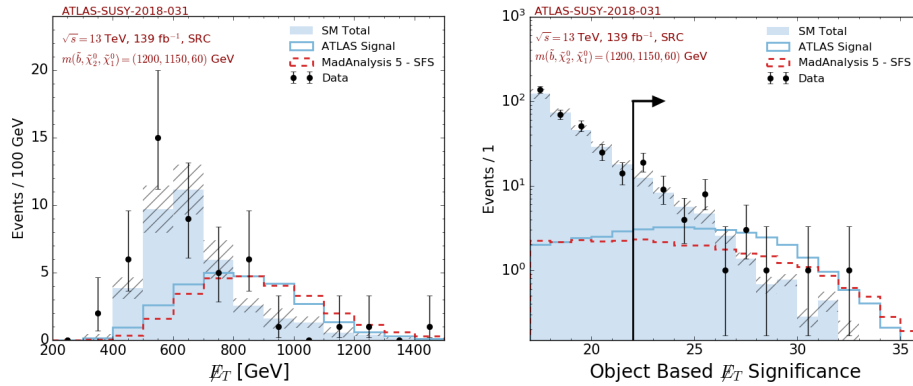 ATLAS-SUSY-2018-031
√s = 13 TeV, 139 fb⁻¹, SRC
m(b̃, χ̃⁰₂, χ̃⁰₁) = (1200, 1150, 60) GeV
SM Total
ATLAS Signal
MadAnalysis 5 - SFS
Data
Events / 100 GeV
20
15
10
5
0
200 400 600 800 1000 1200 1400
E̸_T [GeV]
ATLAS-SUSY-2018-031
√s = 13 TeV, 139 fb⁻¹, SRC
m(b̃, χ̃⁰₂, χ̃⁰₁) = (1200, 1150, 60) GeV
SM Total
ATLAS Signal
MadAnalysis 5 - SFS
Data
Events / 1
10³
10²
10¹
10⁰
20 25 30 35
Object Based E̸_T Significance